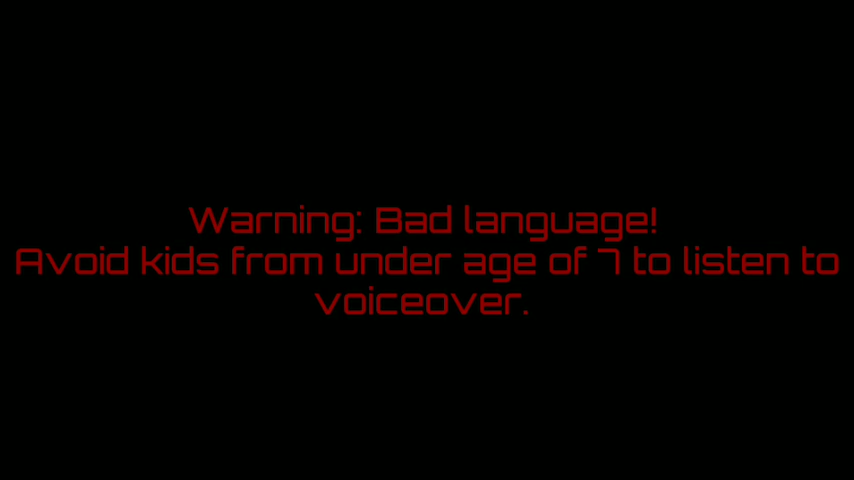 Warning: Bad language!
Avoid kids from under age of 7 to listen to
voiceover.